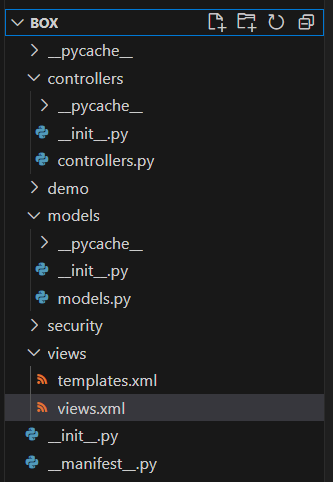 BOX
__pycache__
controllers
__pycache__
__init__.py
controllers.py
demo
models
__pycache__
__init__.py
models.py
security
views
templates.xml
views.xml
__init__.py
__manifest__.py